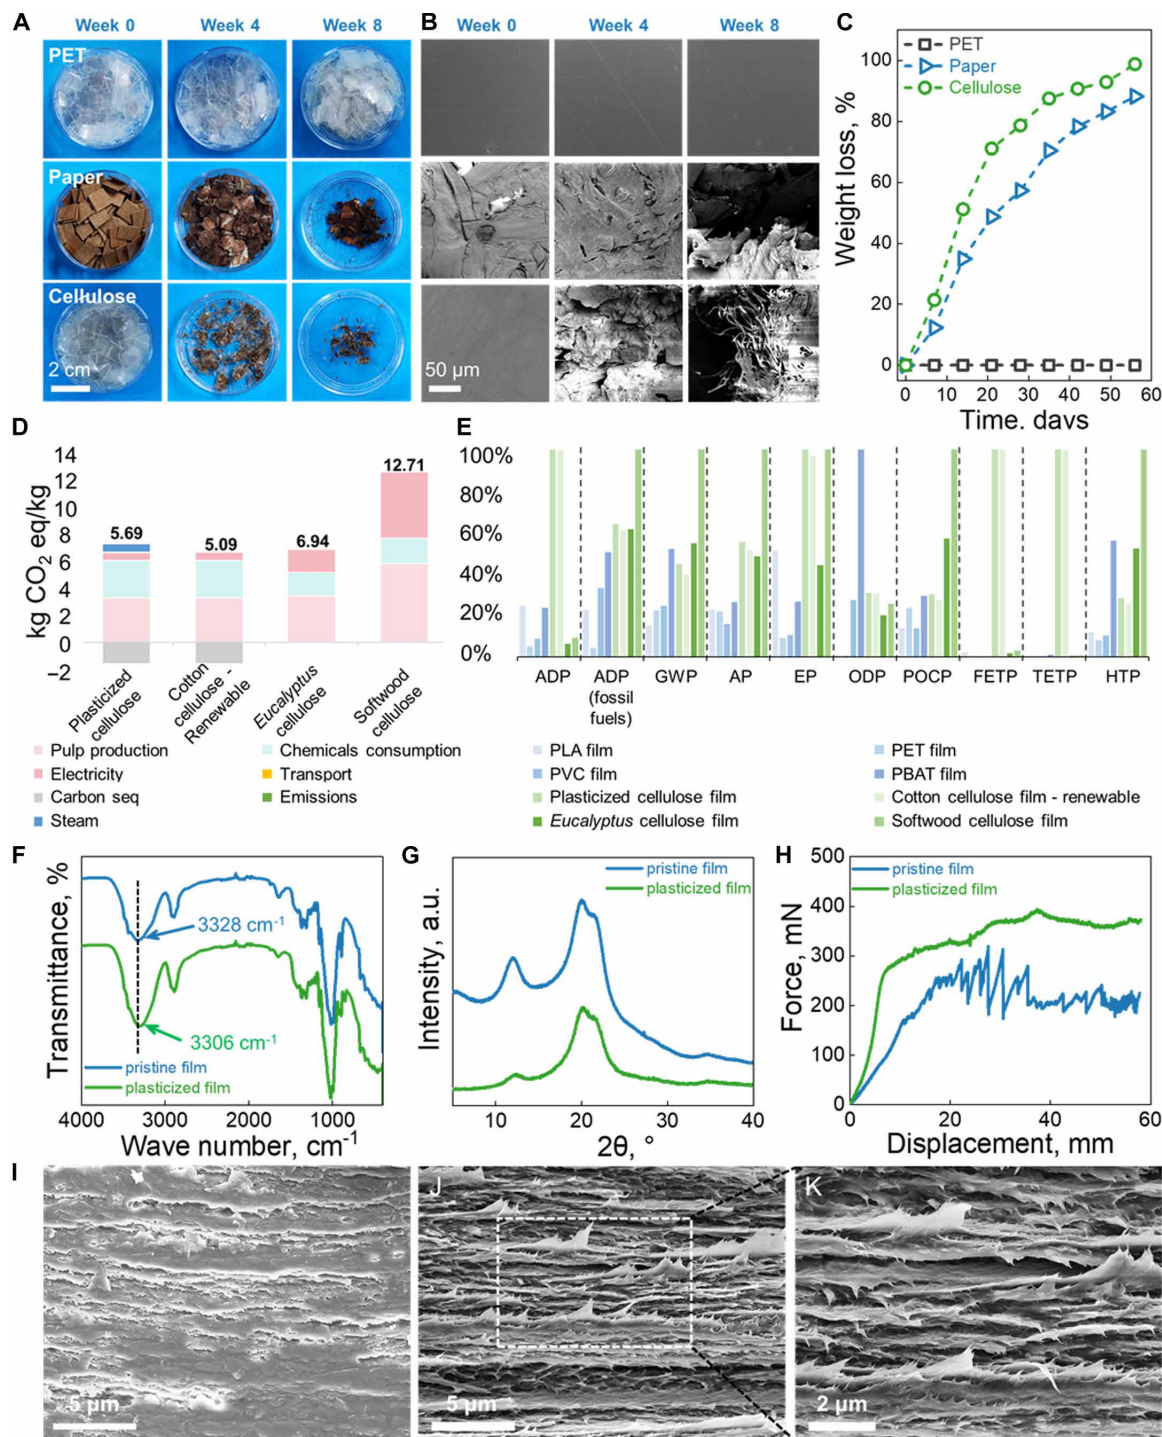 A
Week 0
Week 4
Week 8
PET
Paper
Cellulose
2 cm
B
Week 0
Week 4
Week 8
50 µm
C
PET
Paper
Cellulose
Weight loss, %
100
80
60
40
20
0
0 10 20 30 40 50 60
Time. davs
D
kg CO2 eq/kg
14
12
10
8
6
4
2
0
−2
5.69
5.09
6.94
12.71
Plasticized
cellulose
Cotton
cellulose -
Renewable
Eucalyptus
cellulose
Softwood
cellulose
Pulp production
Chemicals consumption
Electricity
Transport
Carbon seq
Emissions
Steam
E
100%
80%
60%
40%
20%
0%
ADP
ADP
(fossil
fuels)
GWP
AP
EP
ODP
POCP
FETP
TETP
HTP
PLA film
PET film
PVC film
PBAT film
Plasticized cellulose film
Cotton cellulose film - renewable
Eucalyptus cellulose film
Softwood cellulose film
F
Transmittance, %
3328 cm-1
3306 cm-1
pristine film
plasticized film
4000 3000 2000 1000
Wave number, cm-1
G
Intensity, a.u.
pristine film
plasticized film
10 20 30 40
2θ, °
H
Force, mN
500
400
300
200
100
0
pristine film
plasticized film
0 20 40 60
Displacement, mm
I
5 µm
J
5 µm
K
2 µm